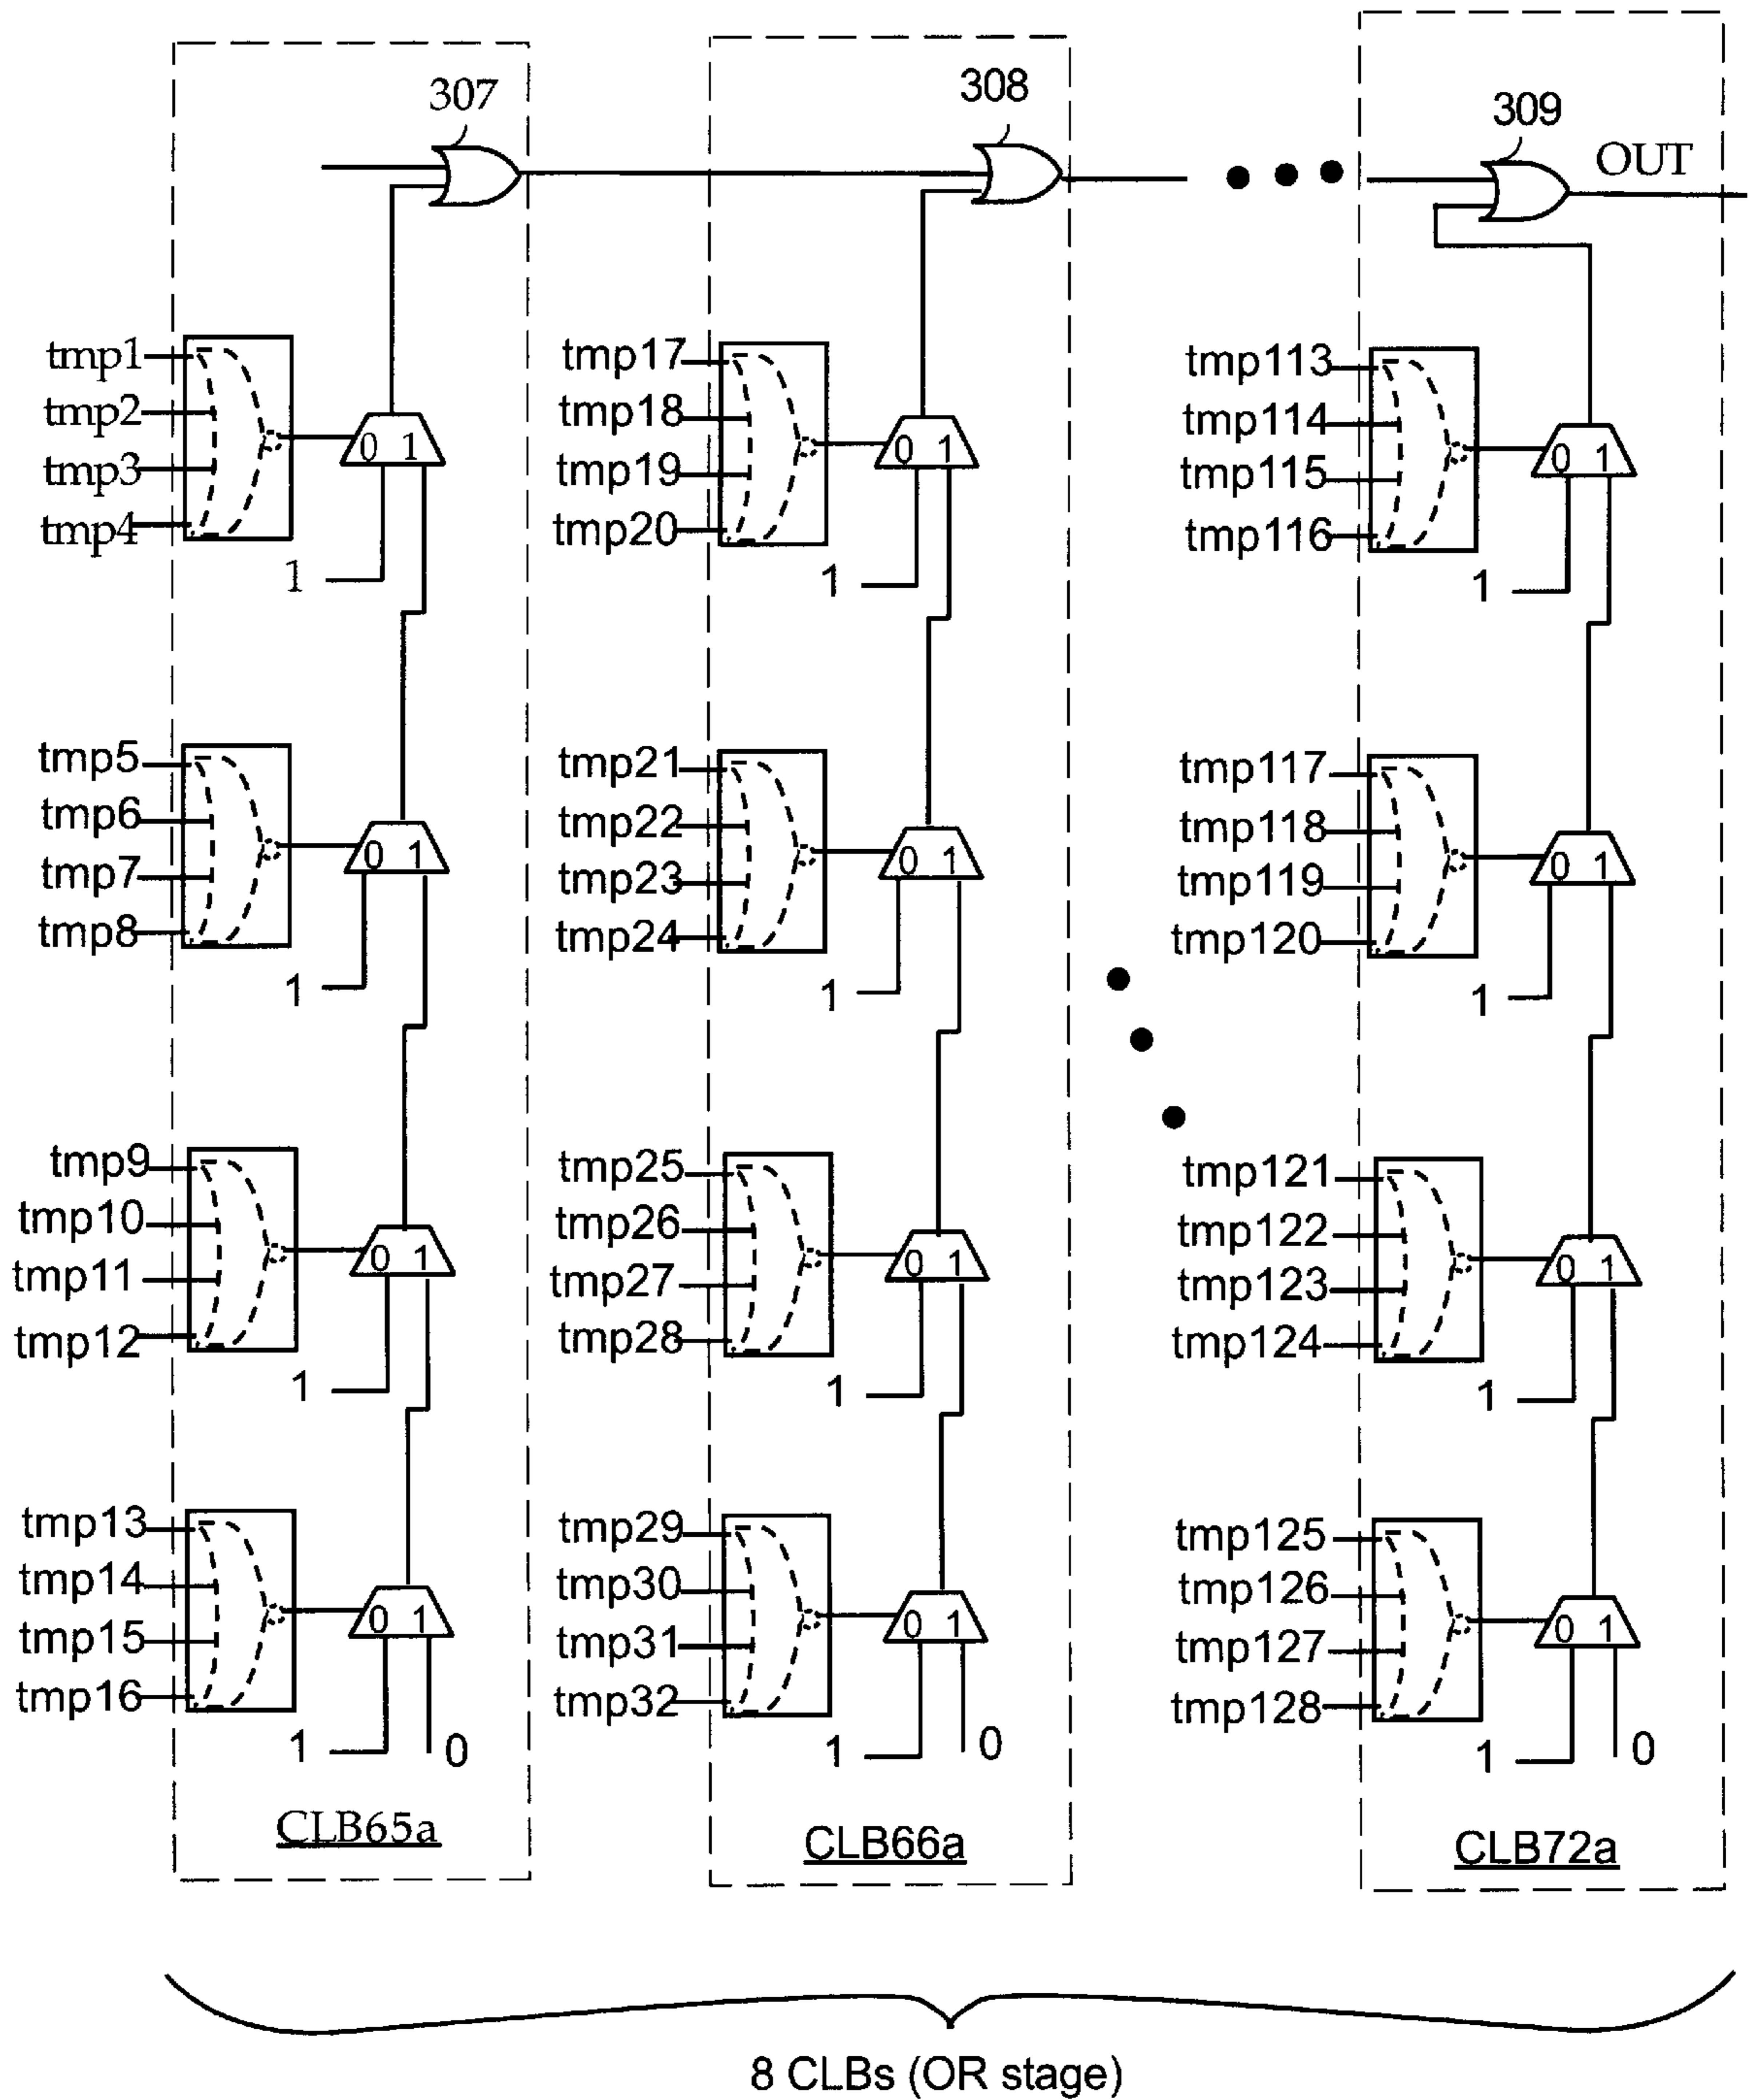 307
308
309
OUT
tmp1
tmp2
tmp3
tmp4
0 1
1
tmp5
tmp6
tmp7
tmp8
0 1
1
tmp9
tmp10
tmp11
tmp12
0 1
1
tmp13
tmp14
tmp15
tmp16
0 1
1
0
CLB65a
tmp17
tmp18
tmp19
tmp20
0 1
1
tmp21
tmp22
tmp23
tmp24
0 1
1
tmp25
tmp26
tmp27
tmp28
0 1
1
tmp29
tmp30
tmp31
tmp32
0 1
1
0
CLB66a
tmp113
tmp114
tmp115
tmp116
0 1
1
tmp117
tmp118
tmp119
tmp120
0 1
1
tmp121
tmp122
tmp123
tmp124
0 1
1
tmp125
tmp126
tmp127
tmp128
0 1
1
0
CLB72a
8 CLBs (OR stage)